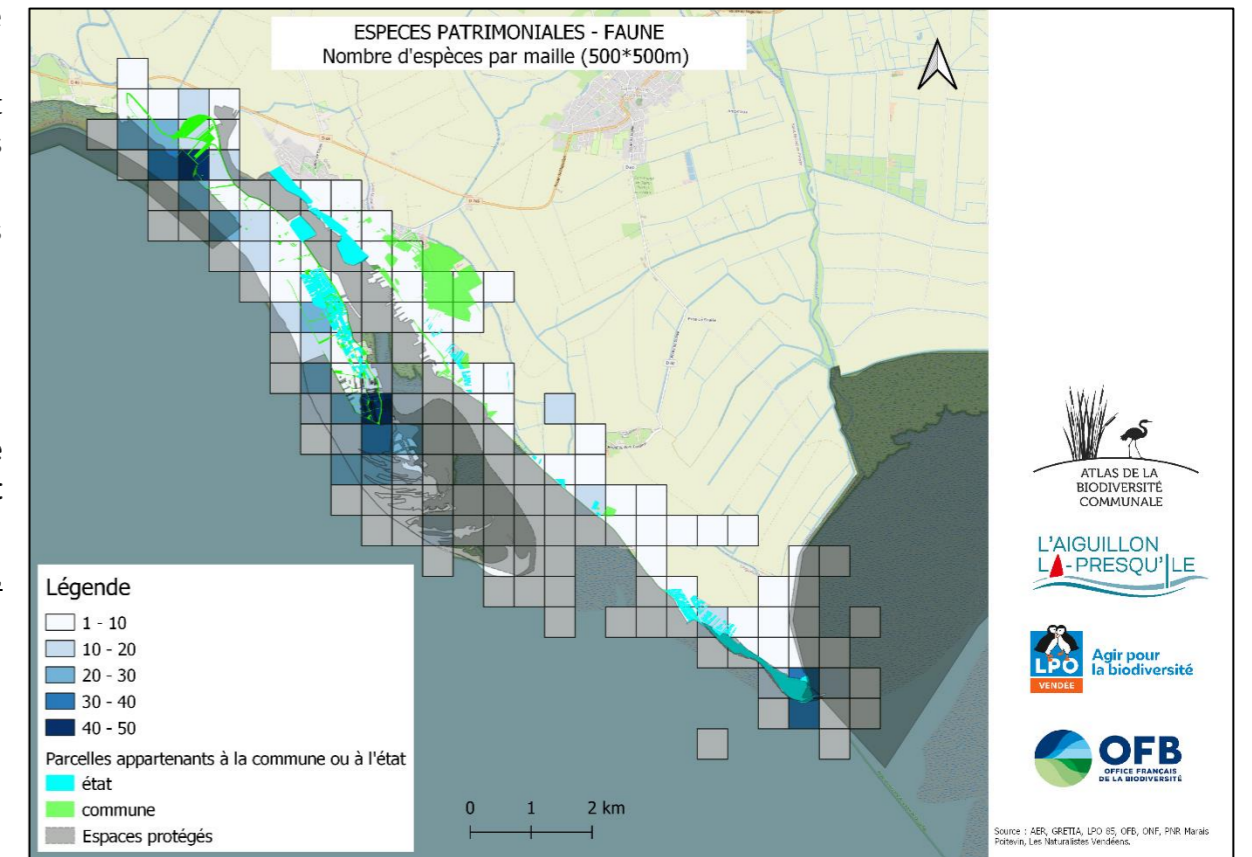 ESPECES PATRIMONIALES - FAUNE
Nombre d'espèces par maille (500*500m)
Légende
1 - 10
10 - 20
20 - 30
30 - 40
40 - 50
Parcelles appartenants à la commune ou à l'état
état
commune
Espaces protégés
0 1 2 km
ATLAS DE LA
BIODIVERSITÉ
COMMUNALE
L'AIGUILLON
LA-PRESQU'ILE
LPO
VENDÉE
Agir pour
la biodiversité
OFB
OFFICE FRANÇAIS
DE LA BIODIVERSITÉ
Source : AER, GRETIA, LPO 85, OFB, ONF, PNR Marais
Poitevin, Les Naturalistes Vendéens.